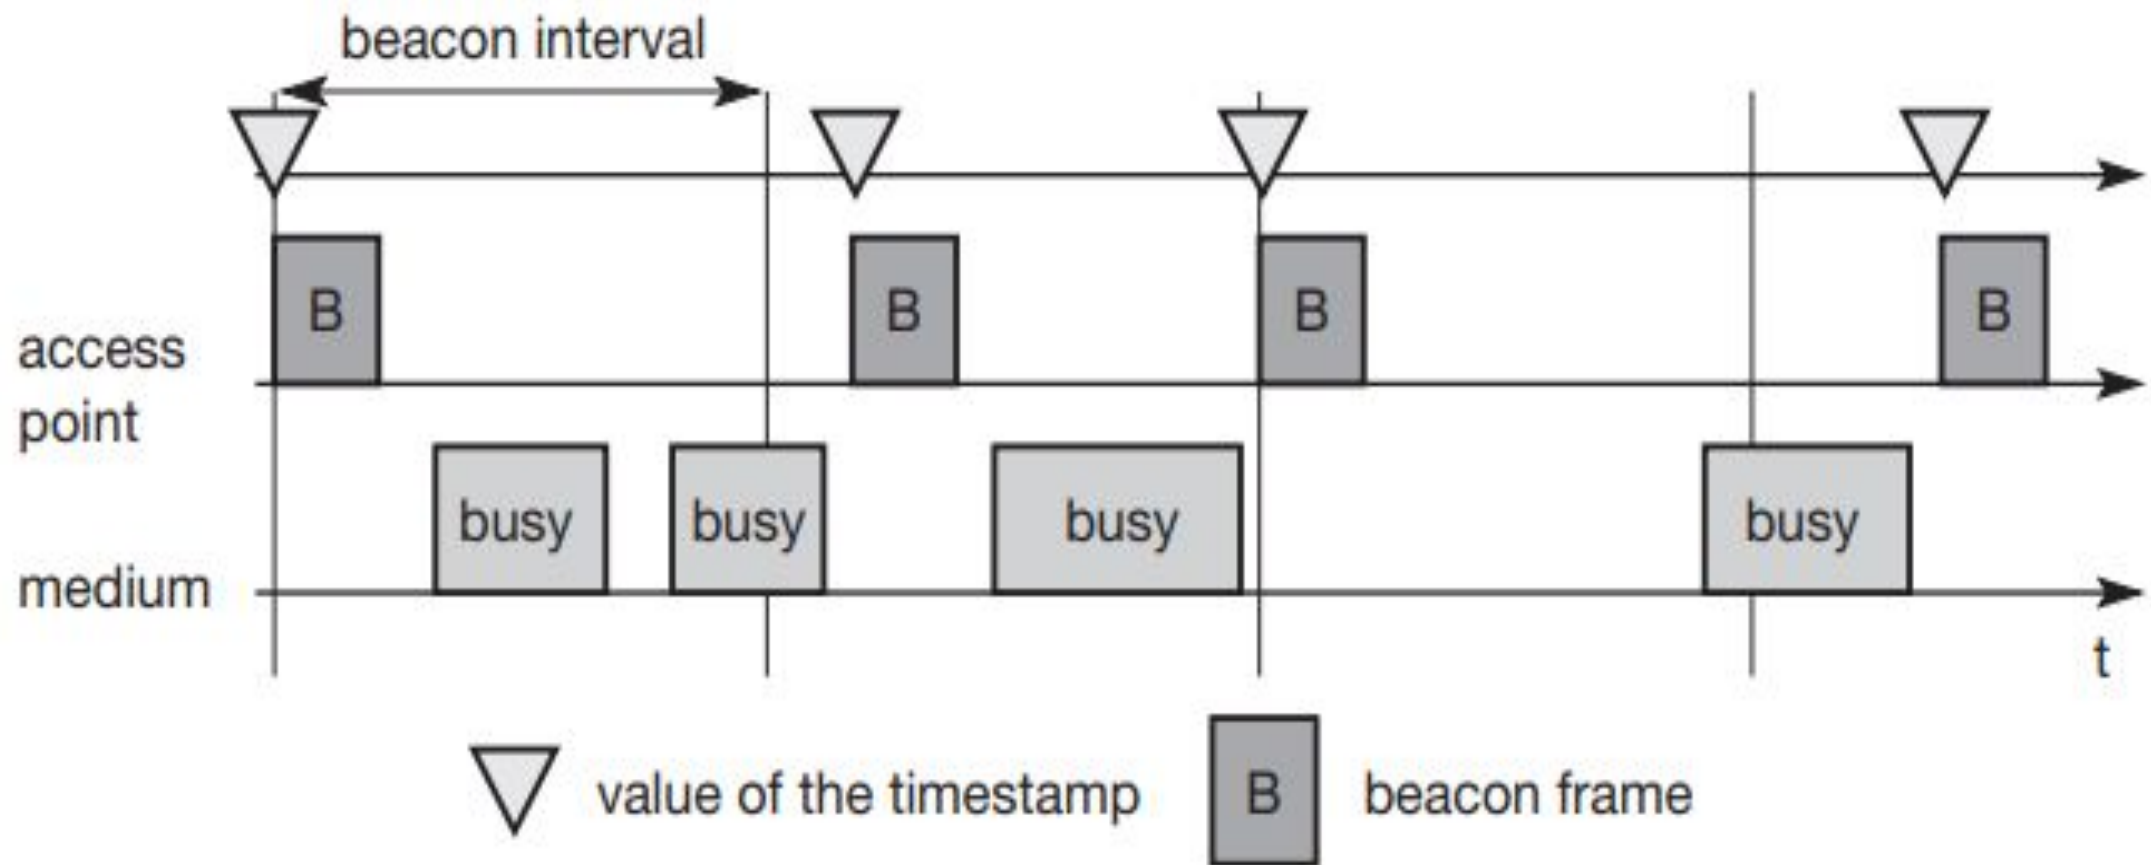 beacon interval
B B B B
access
point
busy busy busy busy
medium
t
value of the timestamp B beacon frame